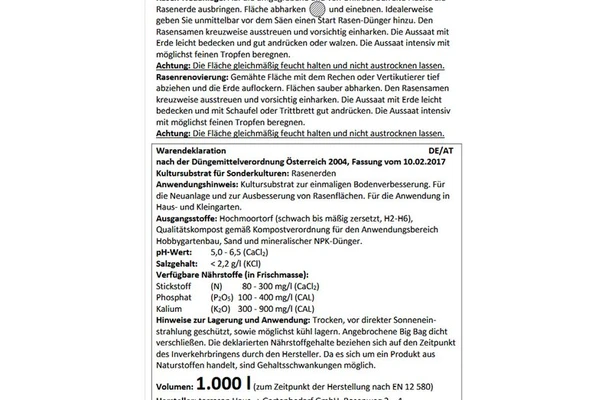 Rasenerde ausbringen. Fläche abharken und einebnen. Idealerweise
geben Sie unmittelbar vor dem Säen einen Start Rasen-Dünger hinzu. Den
Rasensamen kreuzweise ausstreuen und vorsichtig einharken. Die Aussaat mit
Erde leicht bedecken und gut andrücken oder walzen. Die Aussaat intensiv mit
möglichst feinen Tropfen beregnen.
Achtung: Die Fläche gleichmäßig feucht halten und nicht austrocknen lassen.
Rasenrenovierung: Gemähte Fläche mit dem Rechen oder Vertikutierer tief
abziehen und die Erde auflockern. Flächen sauber abharken. Den Rasensamen
kreuzweise ausstreuen und vorsichtig einharken. Die Aussaat mit Erde leicht
bedecken und mit Schaufel oder Trittbrett gut andrücken. Die Aussaat intensiv
mit möglichst feinen Tropfen beregnen.
Achtung: Die Fläche gleichmäßig feucht halten und nicht austrocknen lassen.
Warendeklaration DE/AT
nach der Düngemittelverordnung Österreich 2004, Fassung vom 10.02.2017
Kultursubstrat für Sonderkulturen: Rasenerden
Anwendungshinweis: Kultursubstrat zur einmaligen Bodenverbesserung. Für
die Neuanlage und zur Ausbesserung von Rasenflächen. Für die Anwendung in
Haus- und Kleingarten.
Ausgangsstoffe: Hochmoortorf (schwach bis mäßig zersetzt, H2-H6),
Qualitätskompost gemäß Kompostverordnung für den Anwendungsbereich
Hobbygartenbau, Sand und mineralischer NPK-Dünger.
pH-Wert: 5,0 - 6,5 (CaCl₂)
Salzgehalt: < 2,2 g/l (KCl)
Verfügbare Nährstoffe (in Frischmasse):
Stickstoff (N) 80 - 300 mg/l (CaCl₂)
Phosphat (P₂O₅) 100 - 400 mg/l (CAL)
Kalium (K₂O) 300 - 900 mg/l (CAL)
Hinweise zur Lagerung und Anwendung: Trocken, vor direkter Sonnenein-
strahlung geschützt, sowie möglichst kühl lagern. Angebrochene Big Bag dicht
verschließen. Die deklarierten Nährstoffgehalte beziehen sich auf den Zeitpunkt
des Inverkehrbringens durch den Hersteller. Da es sich um ein Produkt aus
Naturstoffen handelt, sind Gehaltsschwankungen möglich.
Volumen: 1.000 l (zum Zeitpunkt der Herstellung nach EN 12 580)